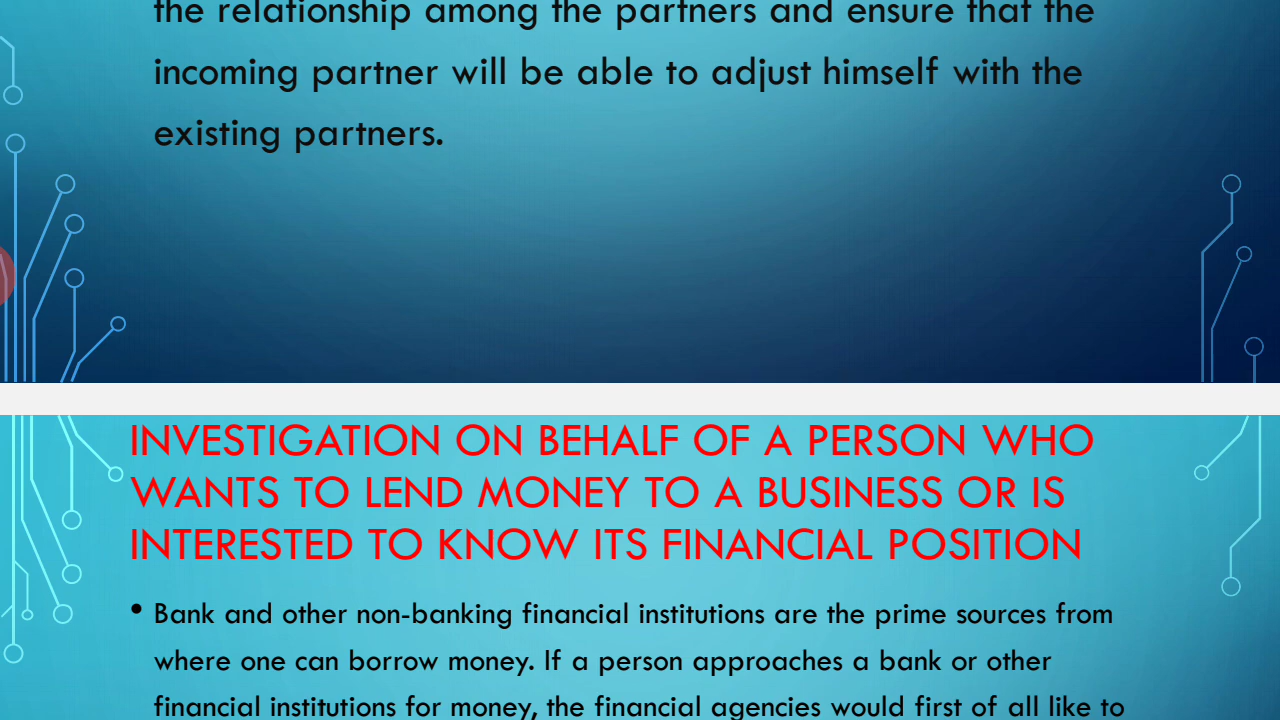 the relationship among the partners and ensure that the
incoming partner will be able to adjust himself with the
existing partners.
INVESTIGATION ON BEHALF OF A PERSON WHO
WANTS TO LEND MONEY TO A BUSINESS OR IS
INTERESTED TO KNOW ITS FINANCIAL POSITION
• Bank and other non-banking financial institutions are the prime sources from
where one can borrow money. If a person approaches a bank or other
financial institutions for money, the financial agencies would first of all like to